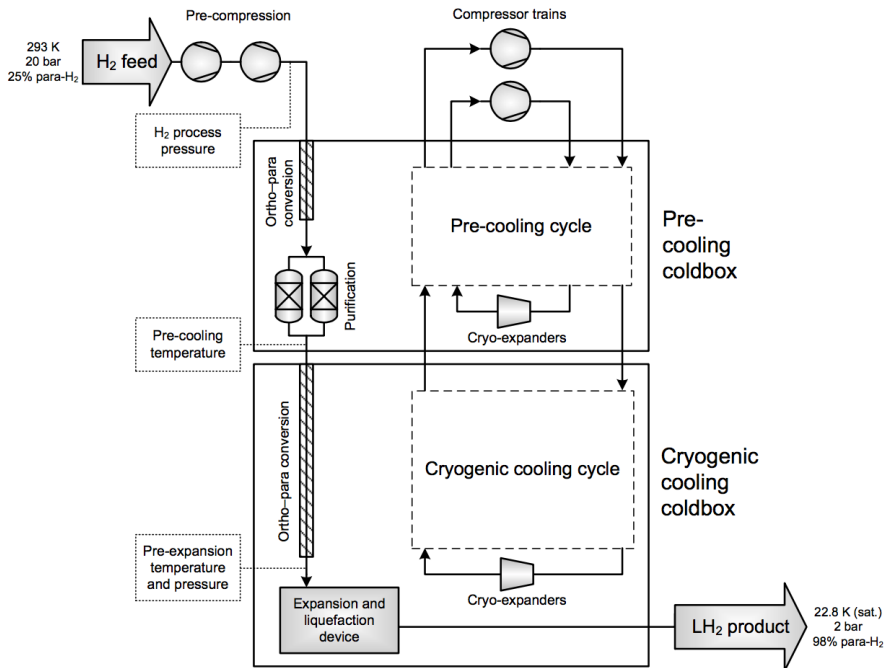 Pre-compression
Compressor trains
293 K
20 bar
25% para-H₂
H₂ feed
H₂ process
pressure
Ortho–para
conversion
Pre-cooling cycle
Pre-
cooling
coldbox
Purification
Cryo-expanders
Pre-cooling
temperature
Ortho–para conversion
Cryogenic cooling cycle
Cryogenic
cooling
coldbox
Pre-expansion
temperature
and pressure
Cryo-expanders
Expansion and
liquefaction
device
LH₂ product
22.8 K (sat.)
2 bar
98% para-H₂